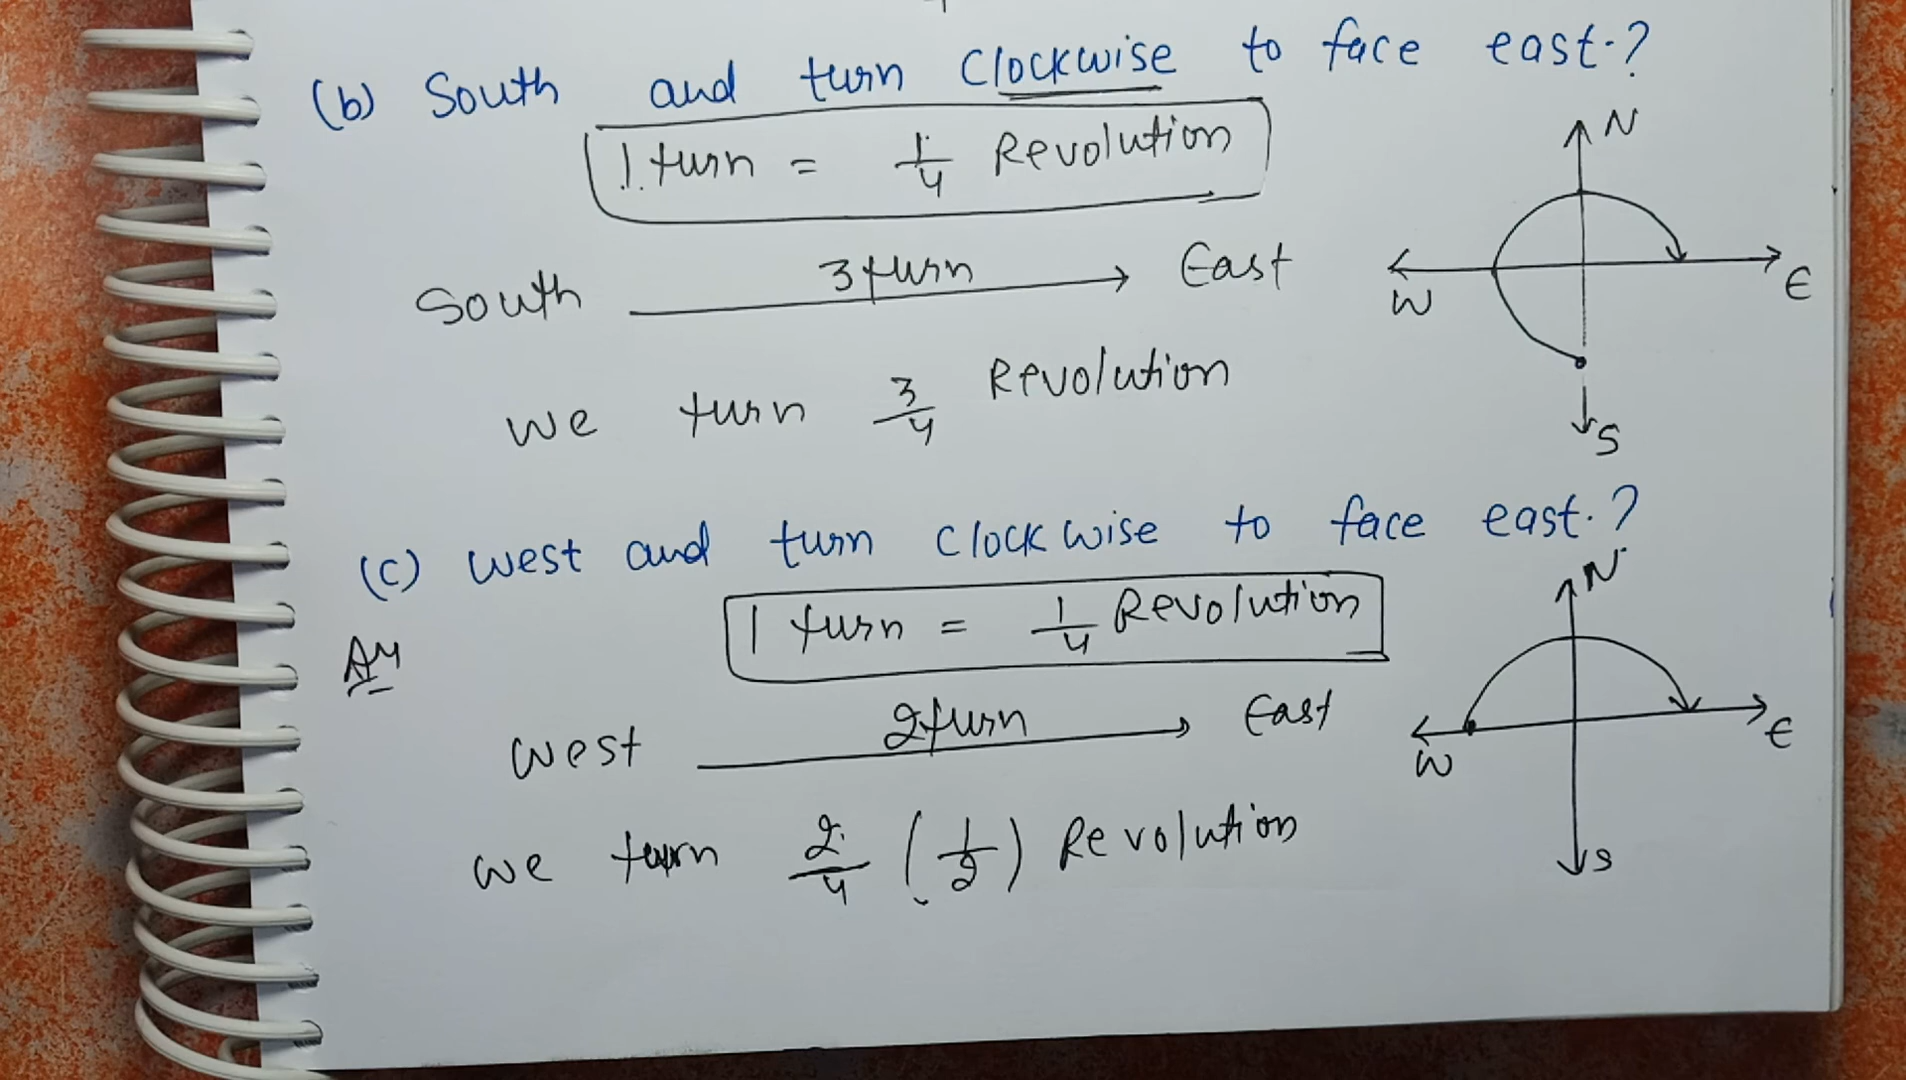 (b) South and turn Clockwise to face east.?
1 turn = 1/4 Revolution
N
South 3 turn East
W E
we turn 3/4 Revolution
S
(c) west and turn clockwise to face east.?
N
1 turn = 1/4 Revolution
west 2 turn East
W E
we turn 2/4 (1/2) Revolution
S